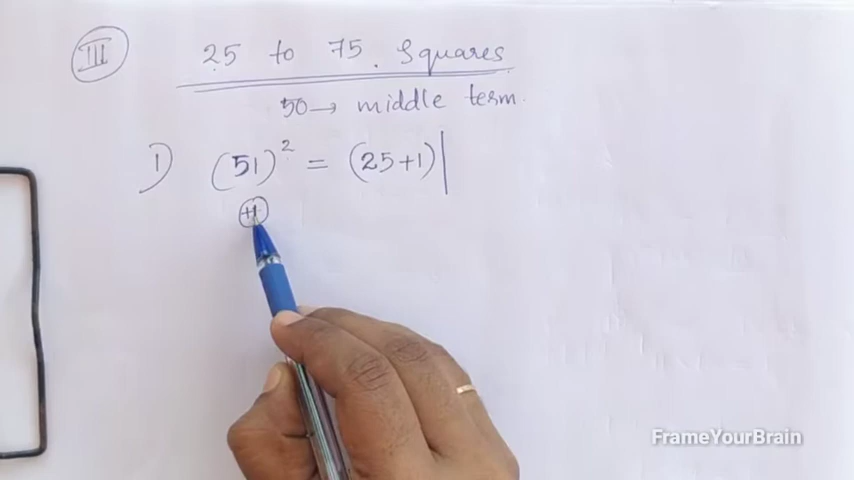 III 25 to 75. Squares
50→ middle term.
1) (51)² = (25+1)|
+1
FrameYourBrain